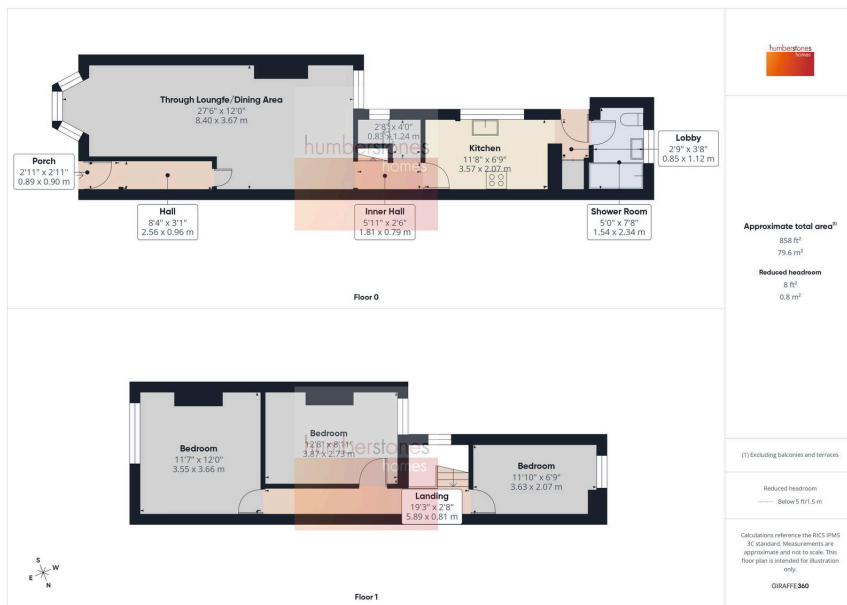 Through Loungfe/Dining Area
27'6" x 12'0"
8.40 x 3.67 m
2'8" x 4'0"
0.83 x 1.24 m
humberstones
homes
Kitchen
11'8" x 6'9"
3.57 x 2.07 m
Lobby
2'9" x 3'8"
0.85 x 1.12 m
Porch
2'11" x 2'11"
0.89 x 0.90 m
Hall
8'4" x 3'1"
2.56 x 0.96 m
Inner Hall
5'11" x 2'6"
1.81 x 0.79 m
Shower Room
5'0" x 7'8"
1.54 x 2.34 m
Floor 0
Bedroom
11'7" x 12'0"
3.55 x 3.66 m
Bedroom
12'8" x 8'11"
3.87 x 2.73 m
humberstones
homes
Bedroom
11'10" x 6'9"
3.63 x 2.07 m
Landing
19'3" x 2'8"
5.89 x 0.81 m
S
W
E
N
Floor 1
humberstones
homes
Approximate total area(1)
858 ft²
79.6 m²
Reduced headroom
8 ft²
0.8 m²
(1) Excluding balconies and terraces
Reduced headroom
Below 5 ft/1.5 m
Calculations reference the RICS IPMS
3C standard. Measurements are
approximate and not to scale. This
floor plan is intended for illustration
only.
GIRAFFE360